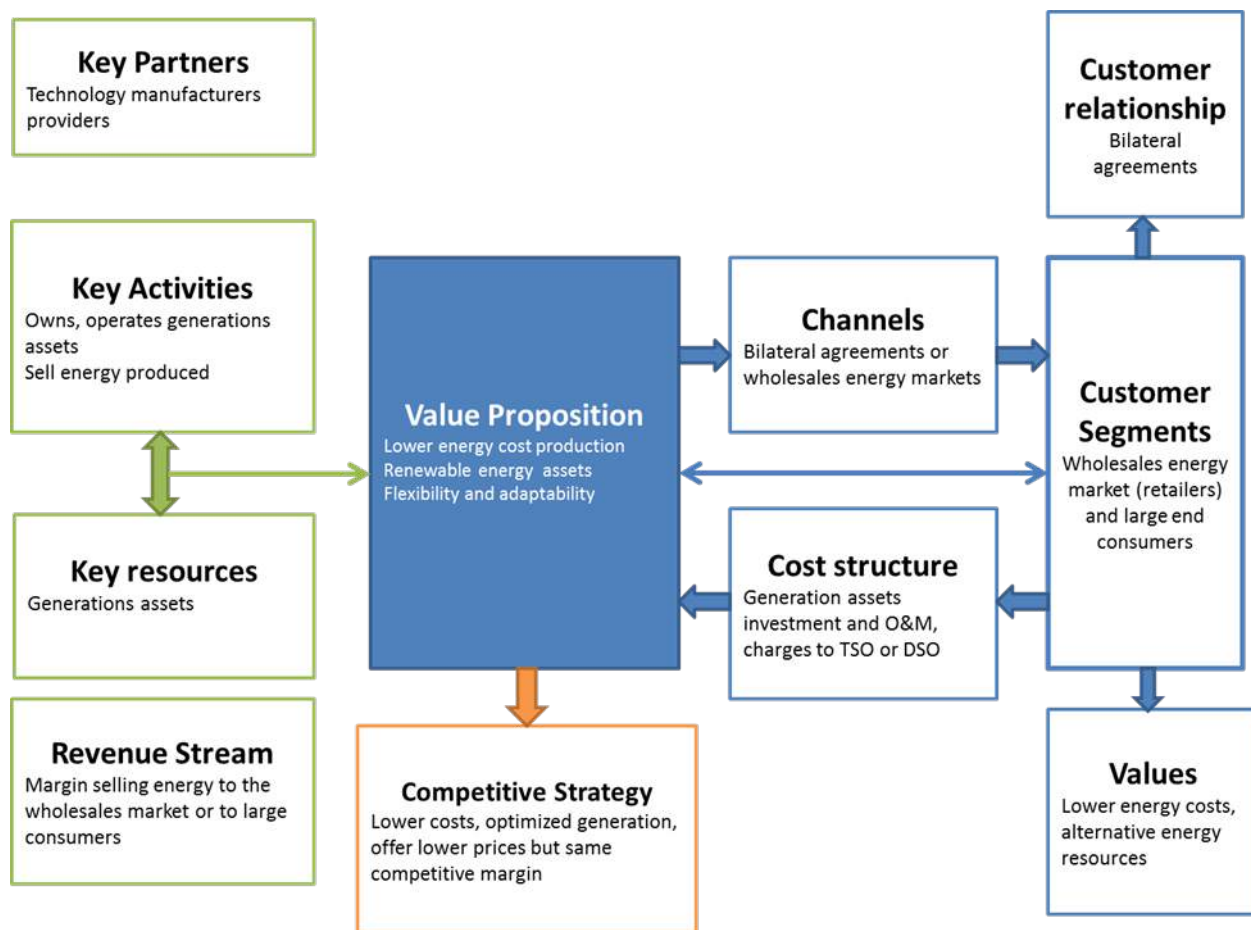 Key Partners
Technology manufacturers
providers
Key Activities
Owns, operates generations
assets
Sell energy produced
Key resources
Generations assets
Revenue Stream
Margin selling energy to the
wholesales market or to large
consumers
Value Proposition
Lower energy cost production
Renewable energy assets
Flexibility and adaptability
Competitive Strategy
Lower costs, optimized generation,
offer lower prices but same
competitive margin
Channels
Bilateral agreements or
wholesales energy markets
Cost structure
Generation assets
investment and O&M,
charges to TSO or DSO
Customer
relationship
Bilateral
agreements
Customer
Segments
Wholesales energy
market (retailers)
and large end
consumers
Values
Lower energy costs,
alternative energy
resources